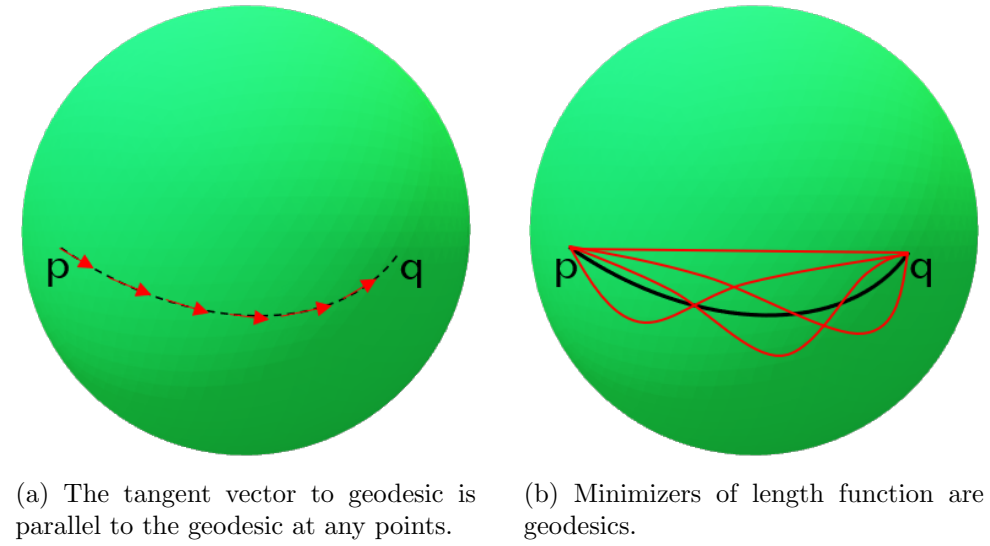 p q
p q
(a) The tangent vector to geodesic is
parallel to the geodesic at any points.
(b) Minimizers of length function are
geodesics.